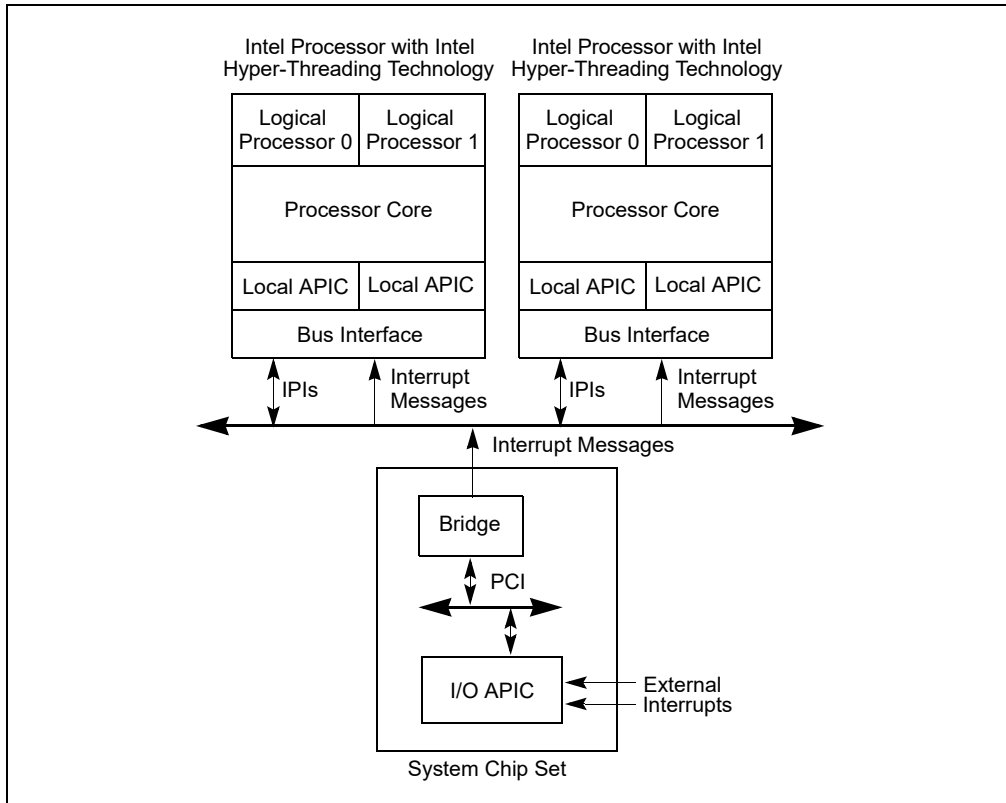 Intel Processor with Intel
Hyper-Threading Technology
Intel Processor with Intel
Hyper-Threading Technology
Logical
Processor 0
Logical
Processor 1
Logical
Processor 0
Logical
Processor 1
Processor Core
Processor Core
Local APIC
Local APIC
Local APIC
Local APIC
Bus Interface
Bus Interface
IPIs
Interrupt
Messages
IPIs
Interrupt
Messages
Interrupt Messages
Bridge
PCI
I/O APIC
External
Interrupts
System Chip Set